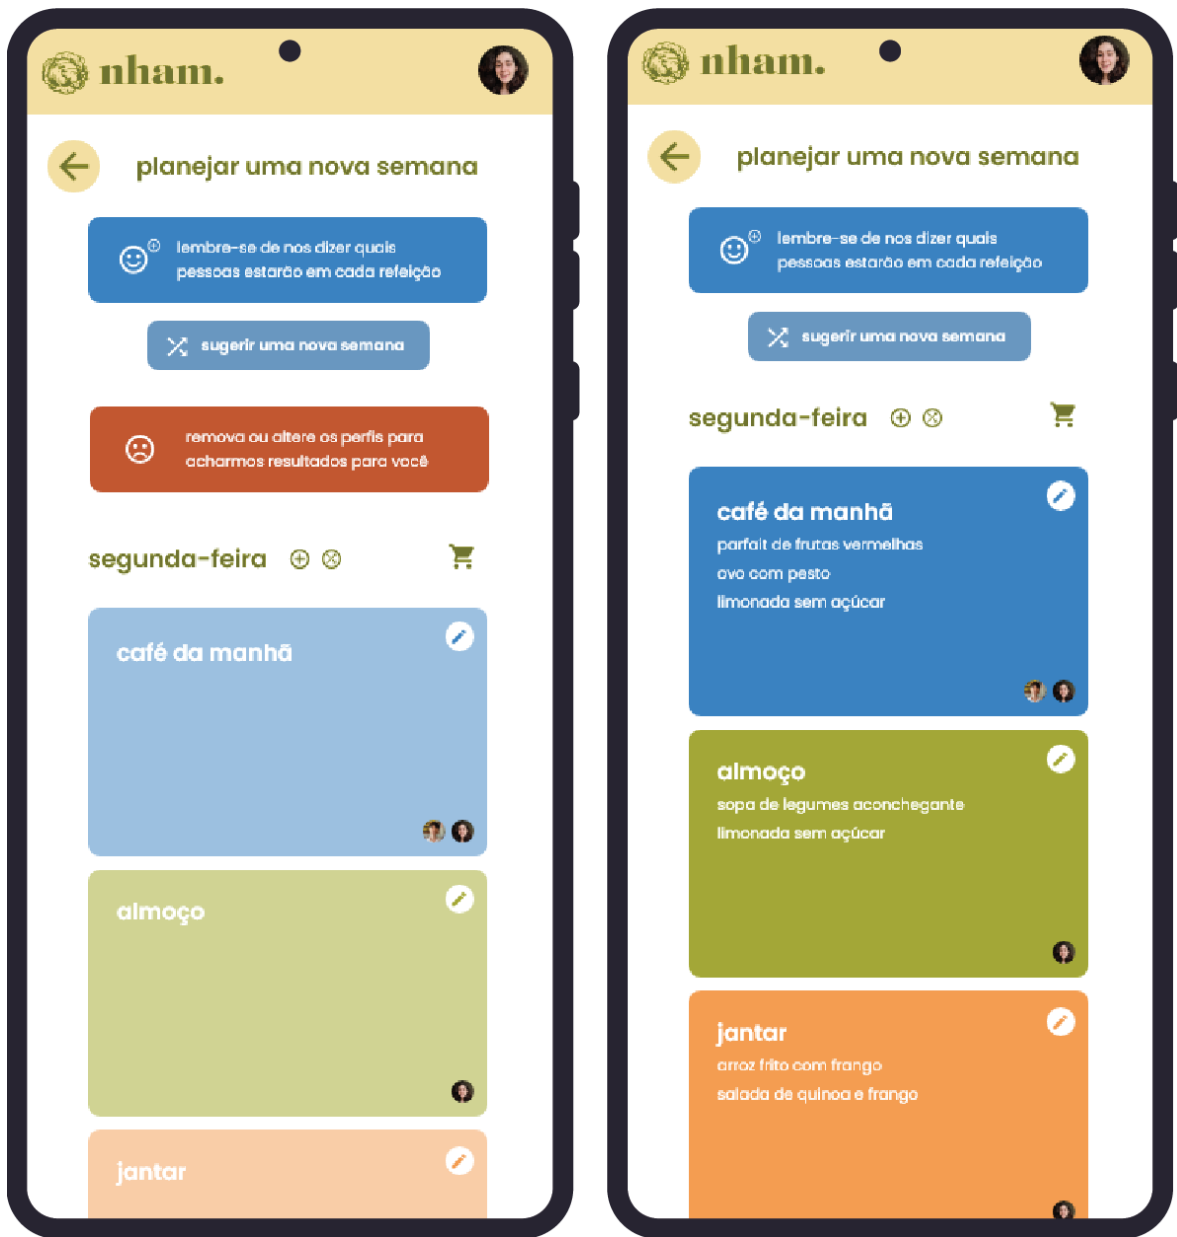 nham.
planejar uma nova semana
lembre-se de nos dizer quais
pessoas estarão em cada refeição
sugerir uma nova semana
remova ou altere os perfis para
acharmos resultados para você
segunda-feira
café da manhã
almoço
jantar
nham.
planejar uma nova semana
lembre-se de nos dizer quais
pessoas estarão em cada refeição
sugerir uma nova semana
segunda-feira
café da manhã
parfait de frutas vermelhas
ovo com pesto
limonada sem açúcar
almoço
sopa de legumes aconchegante
limonada sem açúcar
jantar
arroz frito com frango
salada de quinoa e frango